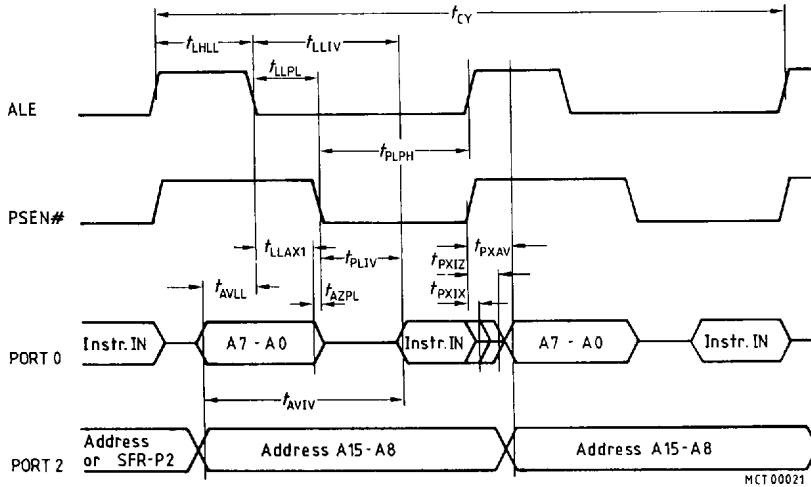 tCY
tLHLL tLLIV
tLLPL
ALE
tPLPH
PSEN#
tLLAX1 tPLIV tPXAV
tPXIZ
tAVLL tAZPL tPXIX
PORT 0 Instr. IN A7 - A0 Instr. IN A7 - A0 Instr. IN
tAVIV
PORT 2 Address or SFR-P2 Address A15-A8 Address A15-A8
MCT00021